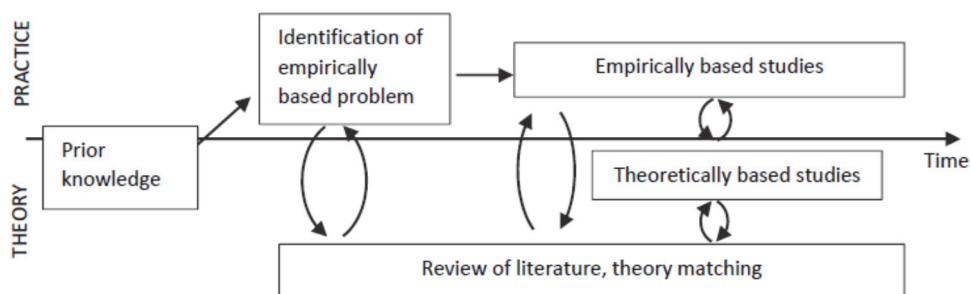 PRACTICE
Identification of
empirically
based problem
Empirically based studies
Prior
knowledge
Time
THEORY
Theoretically based studies
Review of literature, theory matching